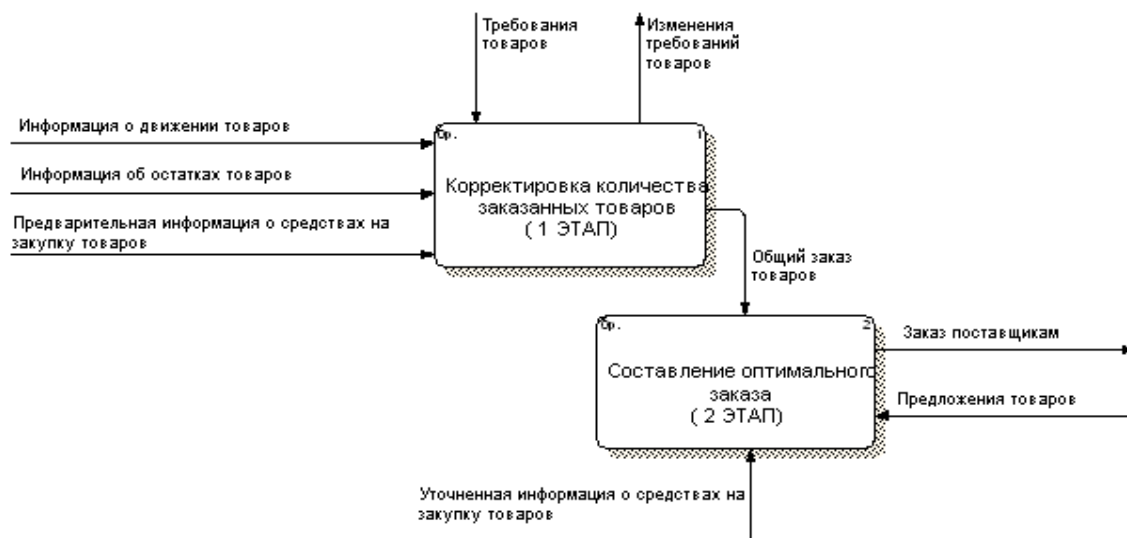 Требования
товаров
Изменения
требований
товаров
Информация о движении товаров
Информация об остатках товаров
Предварительная информация о средствах на
закупку товаров
0р. 1
Корректировка количества
заказанных товаров
( 1 ЭТАП)
Общий заказ
товаров
0р. 2
Составление оптимального
заказа
( 2 ЭТАП)
Заказ поставщикам
Предложения товаров
Уточненная информация о средствах на
закупку товаров